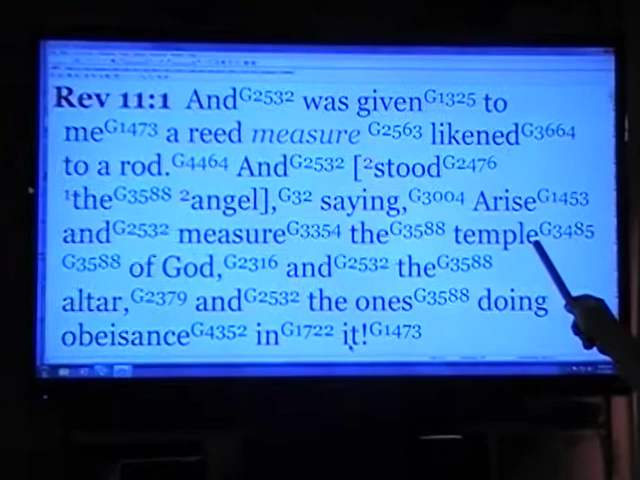 Rev 11:1 AndG2532 was givenG1325 to
meG1473 a reed measure G2563 likenedG3664
to a rod.G4464 AndG2532 [2stoodG2476
1theG3588 2angel],G32 saying,G3004 AriseG1453
andG2532 measureG3354 theG3588 templeG3485
G3588 of God,G2316 andG2532 theG3588
altar,G2379 andG2532 the onesG3588 doing
obeisanceG4352 inG1722 it!G1473